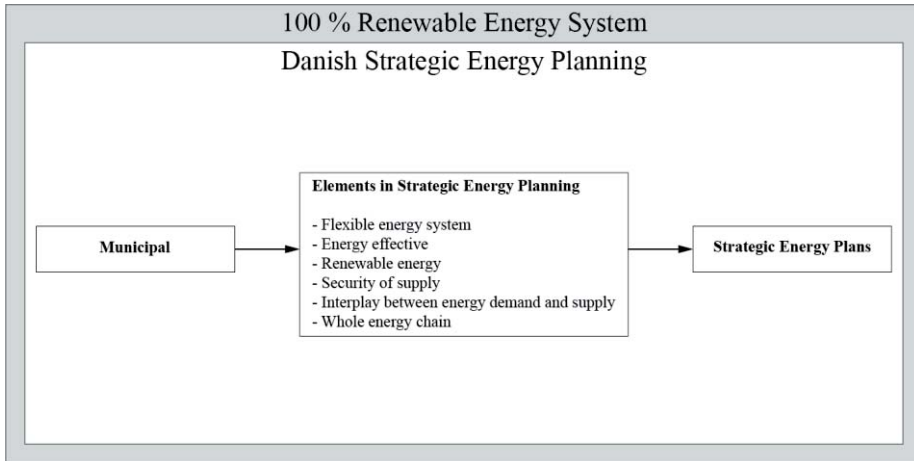 100 % Renewable Energy System
Danish Strategic Energy Planning
Municipal
Elements in Strategic Energy Planning
- Flexible energy system
- Energy effective
- Renewable energy
- Security of supply
- Interplay between energy demand and supply
- Whole energy chain
Strategic Energy Plans